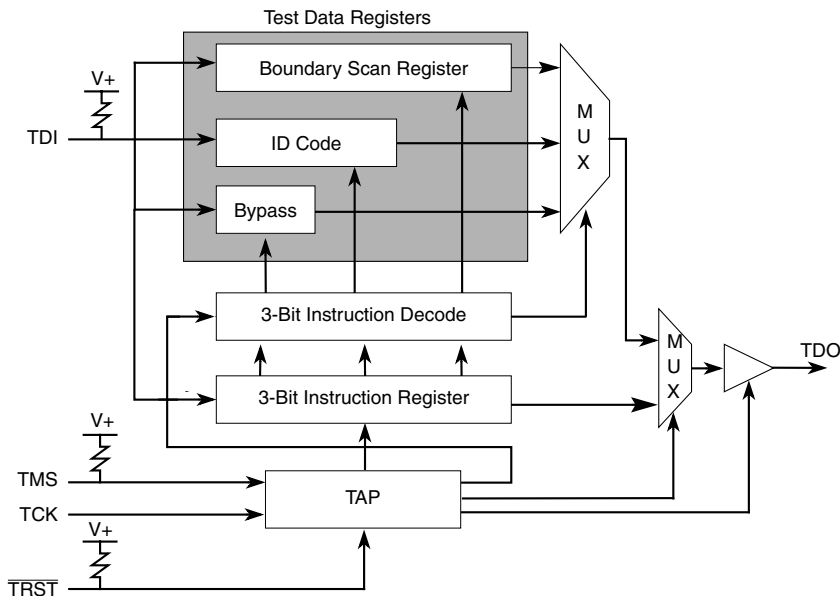 Test Data Registers
Boundary Scan Register
V+
TDI
ID Code
M
U
X
Bypass
3-Bit Instruction Decode
M
U
X
TDO
3-Bit Instruction Register
V+
TMS
TAP
TCK
V+
TRST